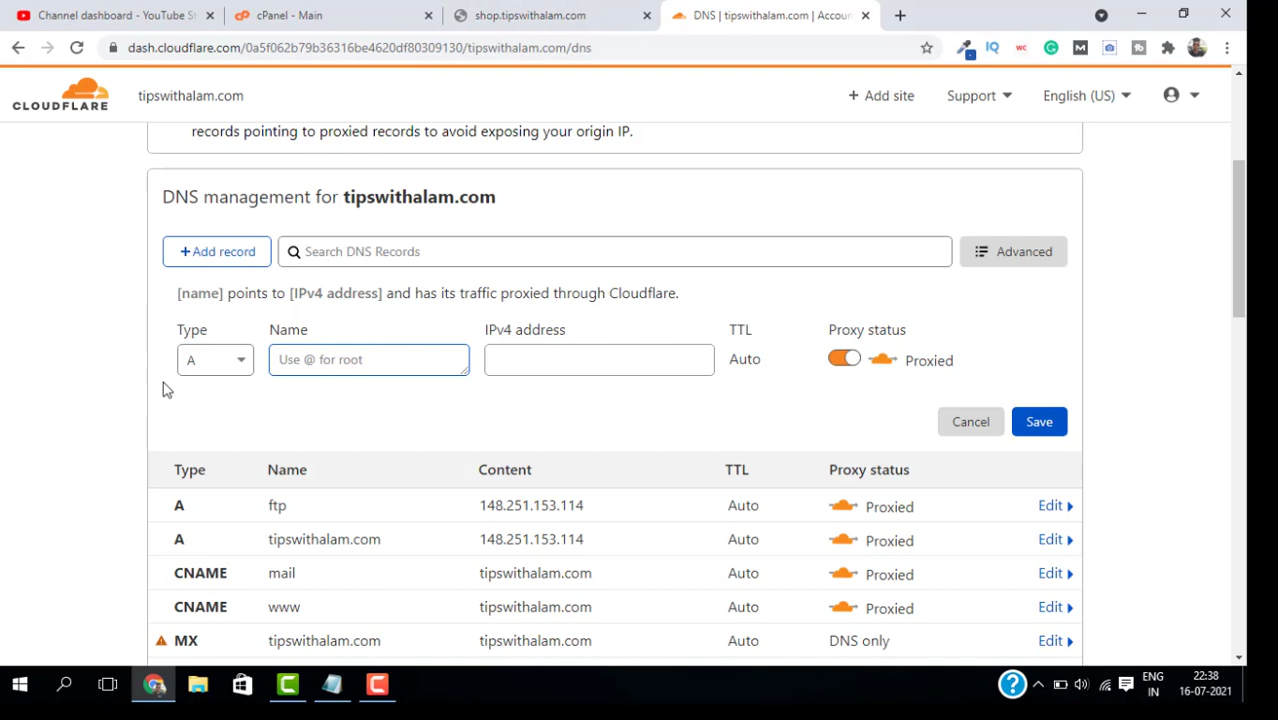 Channel dashboard - YouTube St
cPanel - Main
shop.tipswithalam.com
DNS | tipswithalam.com | Accoun
dash.cloudflare.com/0a5f062b79b36316be4620df80309130/tipswithalam.com/dns
CLOUDFLARE
tipswithalam.com
+ Add site
Support
English (US)
records pointing to proxied records to avoid exposing your origin IP.
DNS management for tipswithalam.com
+Add record
Search DNS Records
Advanced
[name] points to [IPv4 address] and has its traffic proxied through Cloudflare.
Type Name IPv4 address TTL Proxy status
A Use @ for root Auto Proxied
Cancel Save
Type Name Content TTL Proxy status
A ftp 148.251.153.114 Auto Proxied Edit
A tipswithalam.com 148.251.153.114 Auto Proxied Edit
CNAME mail tipswithalam.com Auto Proxied Edit
CNAME www tipswithalam.com Auto Proxied Edit
MX tipswithalam.com tipswithalam.com Auto DNS only Edit
ENG
IN
22:38
16-07-2021